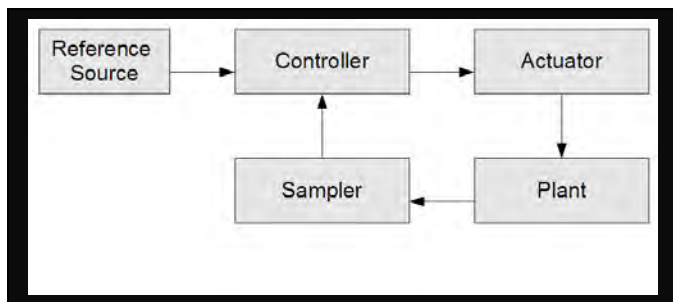 Reference
Source
Controller
Actuator
Sampler
Plant